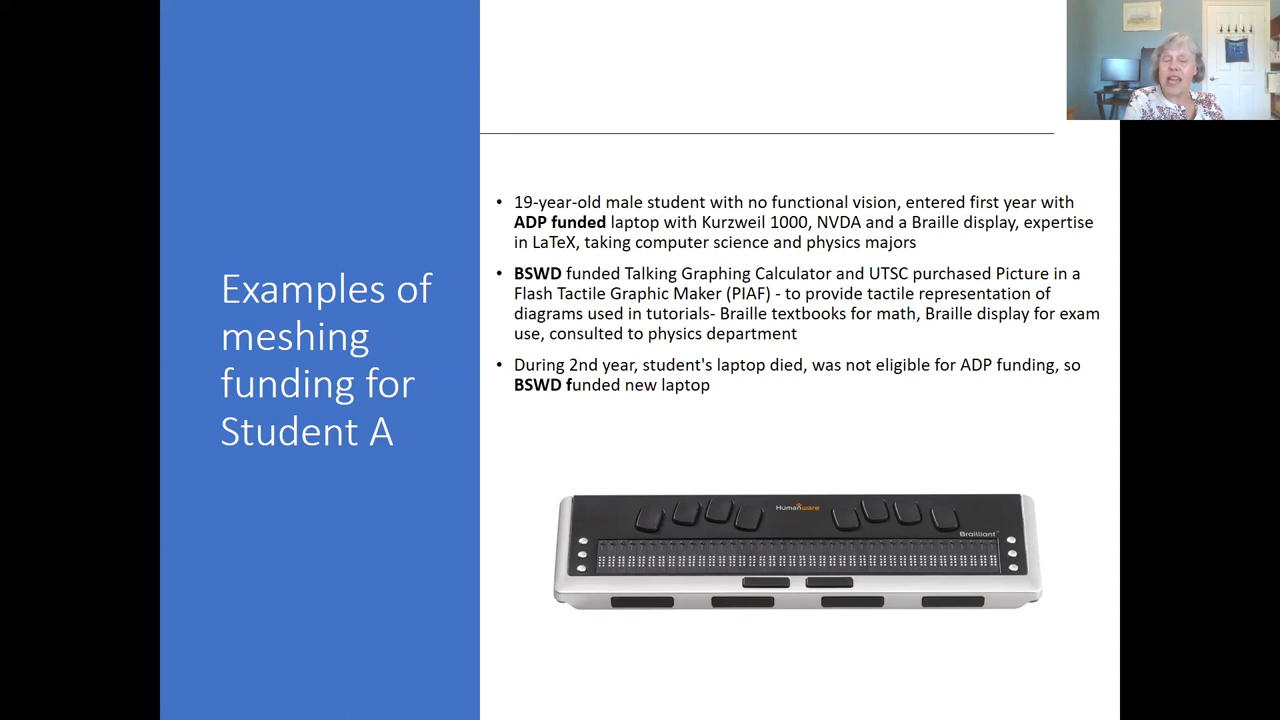 Examples of
meshing
funding for
Student A
• 19-year-old male student with no functional vision, entered first year with
ADP funded laptop with Kurzweil 1000, NVDA and a Braille display, expertise
in LaTeX, taking computer science and physics majors
• BSWD funded Talking Graphing Calculator and UTSC purchased Picture in a
Flash Tactile Graphic Maker (PIAF) - to provide tactile representation of
diagrams used in tutorials- Braille textbooks for math, Braille display for exam
use, consulted to physics department
• During 2nd year, student's laptop died, was not eligible for ADP funding, so
BSWD funded new laptop
Humanware
Brailliant